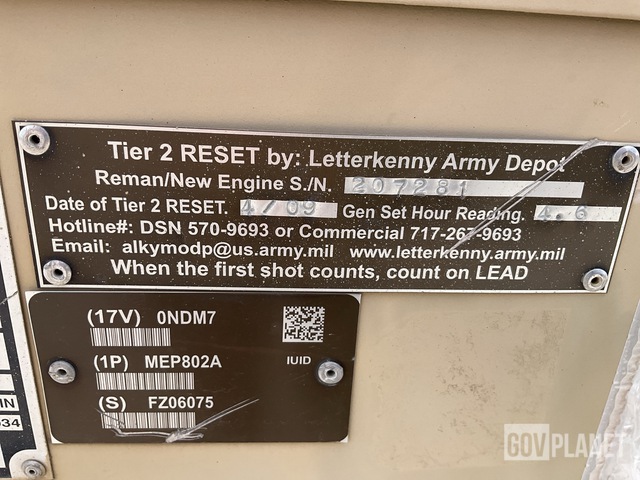 Tier 2 RESET by: Letterkenny Army Depot
Reman/New Engine S./N. 207281
Date of Tier 2 RESET. 4/09 Gen Set Hour Reading. 4.6
Hotline#: DSN 570-9693 or Commercial 717-267-9693
Email: alkymodp@us.army.mil www.letterkenny.army.mil
When the first shot counts, count on LEAD
(17V) 0NDM7
(1P) MEP802A
IUID
(S) FZ06075
IN
634
GOVPLANET